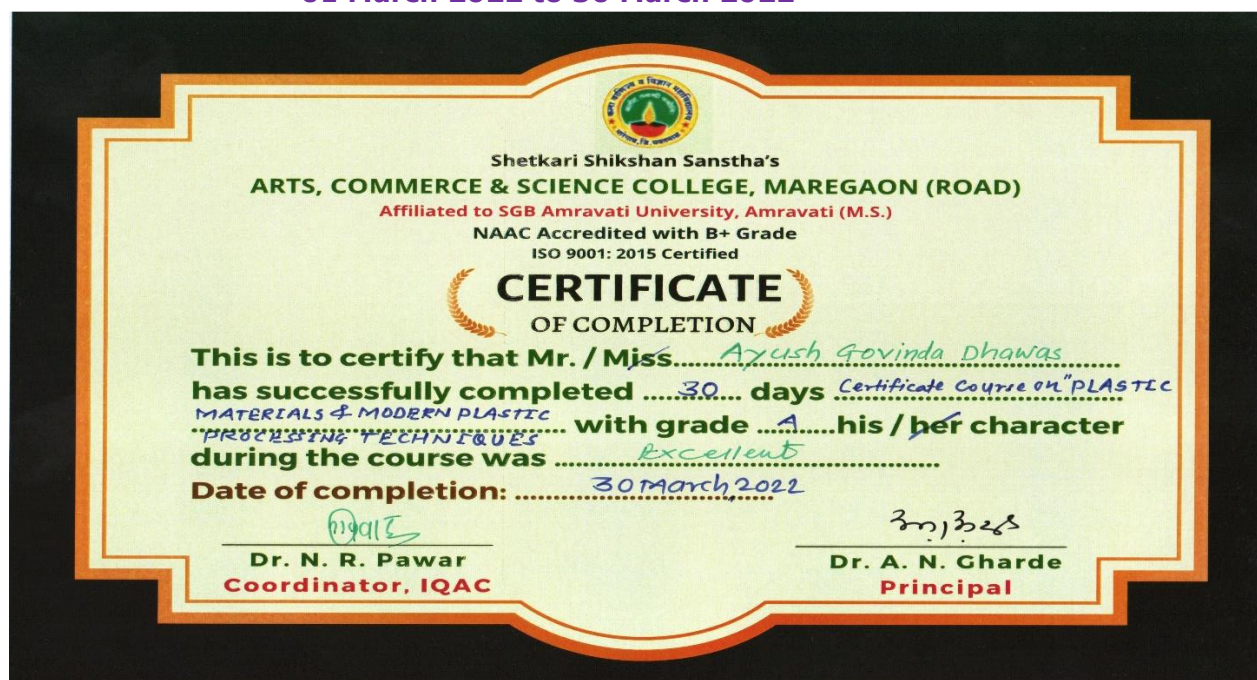 01 March 2022 to 30 March 2022
कला वाणिज्य व विज्ञान महाविद्यालय
Shetkari Shikshan Sanstha's
ARTS, COMMERCE & SCIENCE COLLEGE, MAREGAON (ROAD)
Affiliated to SGB Amravati University, Amravati (M.S.)
NAAC Accredited with B+ Grade
ISO 9001: 2015 Certified
CERTIFICATE
OF COMPLETION
This is to certify that Mr. / Miss.....Ayush Govinda Dhawas.....
has successfully completed ....30... days Certificate Course on "PLASTIC
MATERIALS & MODERN PLASTIC
PROCESSING TECHNIQUES with grade ...A.....his / her character
during the course was ...........Excellent....................
Date of completion: ...........30 March, 2022
Dr. N. R. Pawar
Coordinator, IQAC
Dr. A. N. Gharde
Principal